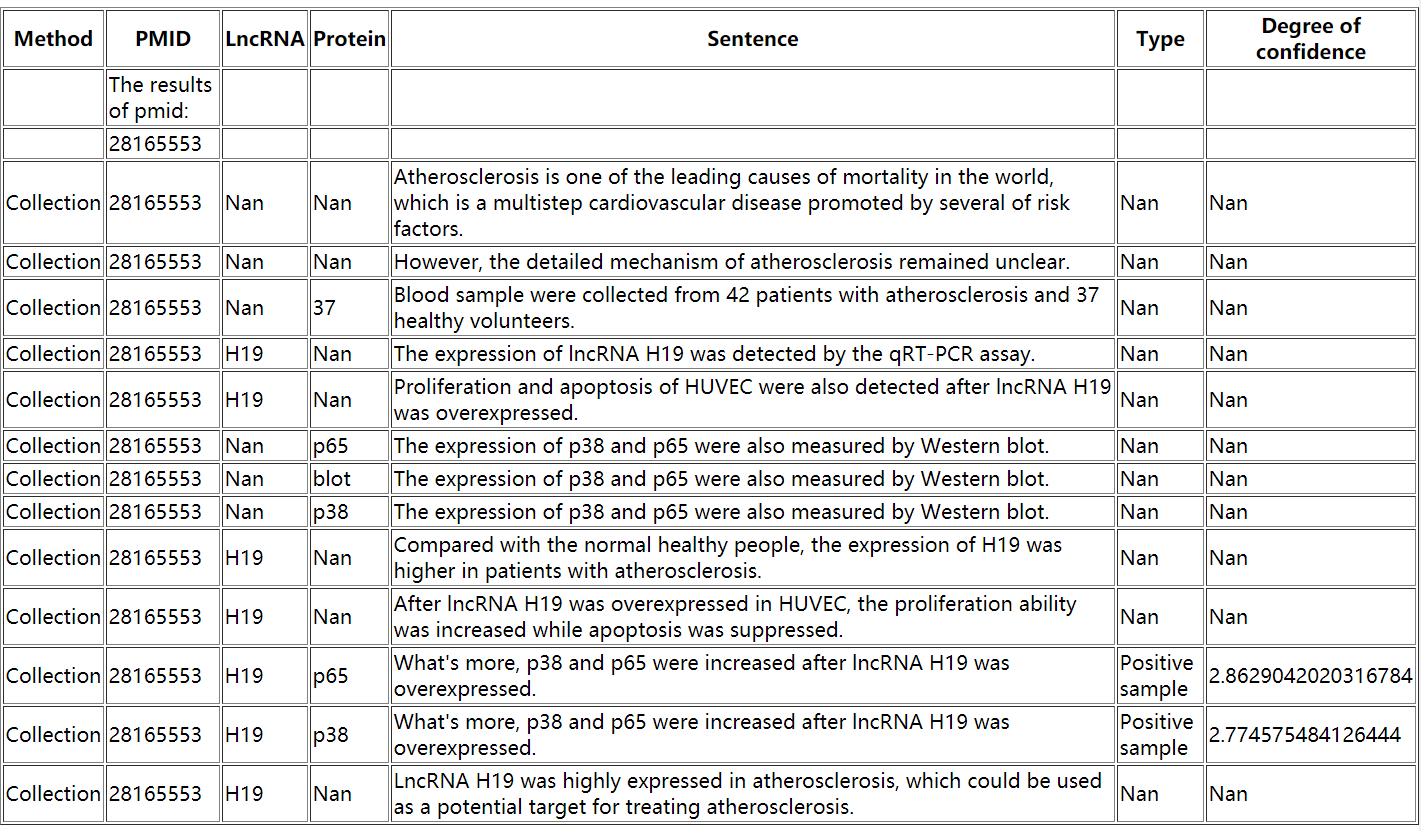 Method PMID LncRNA Protein Sentence Type Degree of confidence
The results
of pmid:
28165553
Collection 28165553 Nan Nan Atherosclerosis is one of the leading causes of mortality in the world,
which is a multistep cardiovascular disease promoted by several of risk
factors. Nan Nan
Collection 28165553 Nan Nan However, the detailed mechanism of atherosclerosis remained unclear. Nan Nan
Collection 28165553 Nan 37 Blood sample were collected from 42 patients with atherosclerosis and 37
healthy volunteers. Nan Nan
Collection 28165553 H19 Nan The expression of lncRNA H19 was detected by the qRT-PCR assay. Nan Nan
Collection 28165553 H19 Nan Proliferation and apoptosis of HUVEC were also detected after lncRNA H19
was overexpressed. Nan Nan
Collection 28165553 Nan p65 The expression of p38 and p65 were also measured by Western blot. Nan Nan
Collection 28165553 Nan blot The expression of p38 and p65 were also measured by Western blot. Nan Nan
Collection 28165553 Nan p38 The expression of p38 and p65 were also measured by Western blot. Nan Nan
Collection 28165553 H19 Nan Compared with the normal healthy people, the expression of H19 was
higher in patients with atherosclerosis. Nan Nan
Collection 28165553 H19 Nan After lncRNA H19 was overexpressed in HUVEC, the proliferation ability
was increased while apoptosis was suppressed. Nan Nan
Collection 28165553 H19 p65 What's more, p38 and p65 were increased after lncRNA H19 was
overexpressed. Positive sample 2.8629042020316784
Collection 28165553 H19 p38 What's more, p38 and p65 were increased after lncRNA H19 was
overexpressed. Positive sample 2.774575484126444
Collection 28165553 H19 Nan LncRNA H19 was highly expressed in atherosclerosis, which could be used
as a potential target for treating atherosclerosis. Nan Nan